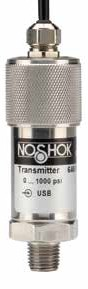 NOSHOK
Transmitter
0 ... 1000 psi
USB